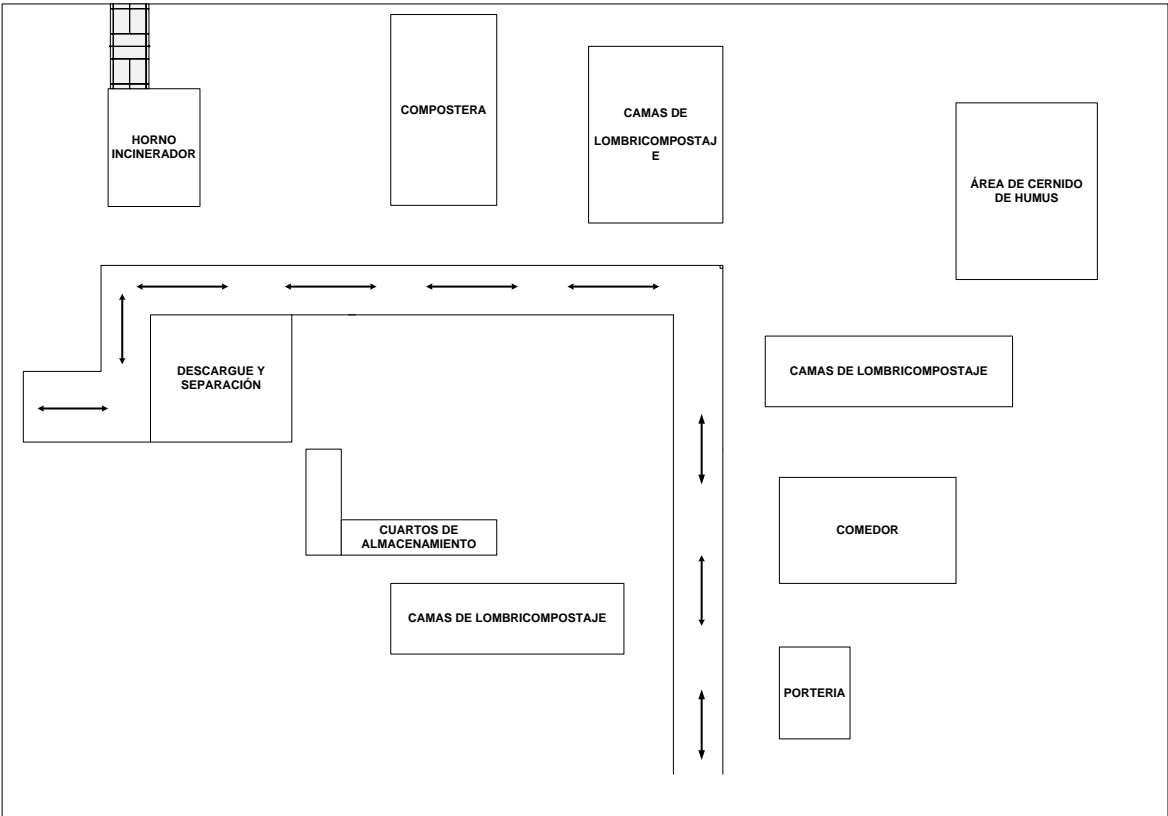 HORNO
INCINERADOR
COMPOSTERA
CAMAS DE
LOMBRICOMPOSTAJ
E
ÁREA DE CERNIDO
DE HUMUS
DESCARGUE Y
SEPARACIÓN
CAMAS DE LOMBRICOMPOSTAJE
CUARTOS DE
ALMACENAMIENTO
COMEDOR
CAMAS DE LOMBRICOMPOSTAJE
PORTERIA